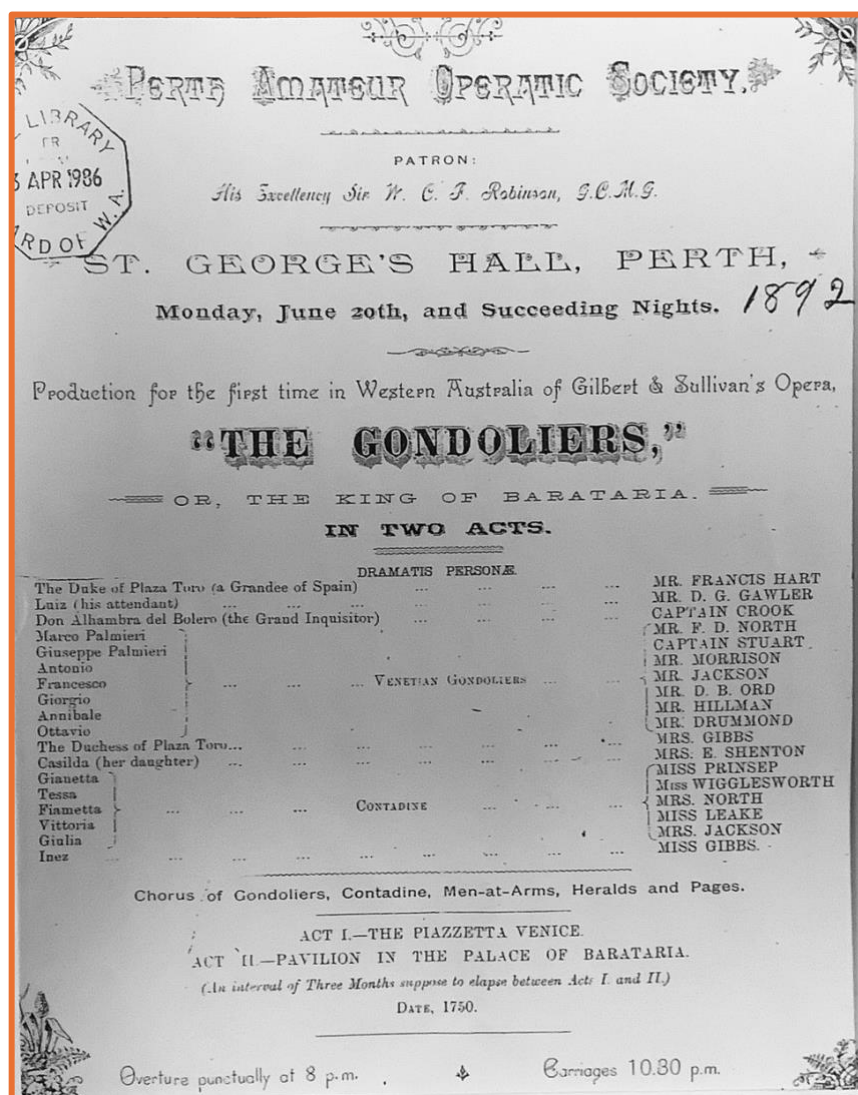 PERTH AMATEUR OPERATIC SOCIETY.
LIBRARY
APR 1986
DEPOSIT
ARD OF W.A.
PATRON:
His Excellency Sir W. C. F. Robinson, G.C.M.G.
ST. GEORGE'S HALL, PERTH,
Monday, June 20th, and Succeeding Nights. 1892
Production for the first time in Western Australia of Gilbert & Sullivan's Opera,
"THE GONDOLIERS,"
OR, THE KING OF BARATARIA.
IN TWO ACTS.
DRAMATIS PERSONÆ.
The Duke of Plaza Toro (a Grandee of Spain) ... ... ... ... MR. FRANCIS HART
Luiz (his attendant) ... ... ... ... ... ... ... MR. D. G. GAWLER
Don Alhambra del Bolero (the Grand Inquisitor) ... ... ... ... CAPTAIN CROOK
Marco Palmieri MR. F. D. NORTH
Giuseppe Palmieri CAPTAIN STUART
Antonio MR. MORRISON
Francesco ... ... ... VENETIAN GONDOLIERS ... ... MR. JACKSON
Giorgio MR. D. B. ORD
Annibale MR. HILLMAN
Ottavio MR. DRUMMOND
The Duchess of Plaza Toro... ... ... ... ... ... ... MRS. GIBBS
Casilda (her daughter) ... ... ... ... ... ... ... MRS. E. SHENTON
Gianetta MISS PRINSEP
Tessa Miss WIGGLESWORTH
Fiametta ... ... ... CONTADINE ... ... ... MRS. NORTH
Vittoria MISS LEAKE
Giulia MRS. JACKSON
Inez ... ... ... ... ... ... ... ... ... MISS GIBBS.
Chorus of Gondoliers, Contadine, Men-at-Arms, Heralds and Pages.
ACT I.—THE PIAZZETTA VENICE.
ACT II.—PAVILION IN THE PALACE OF BARATARIA.
(An interval of Three Months suppose to elapse between Acts I. and II.)
DATE, 1750.
Overture punctually at 8 p.m. Carriages 10.30 p.m.